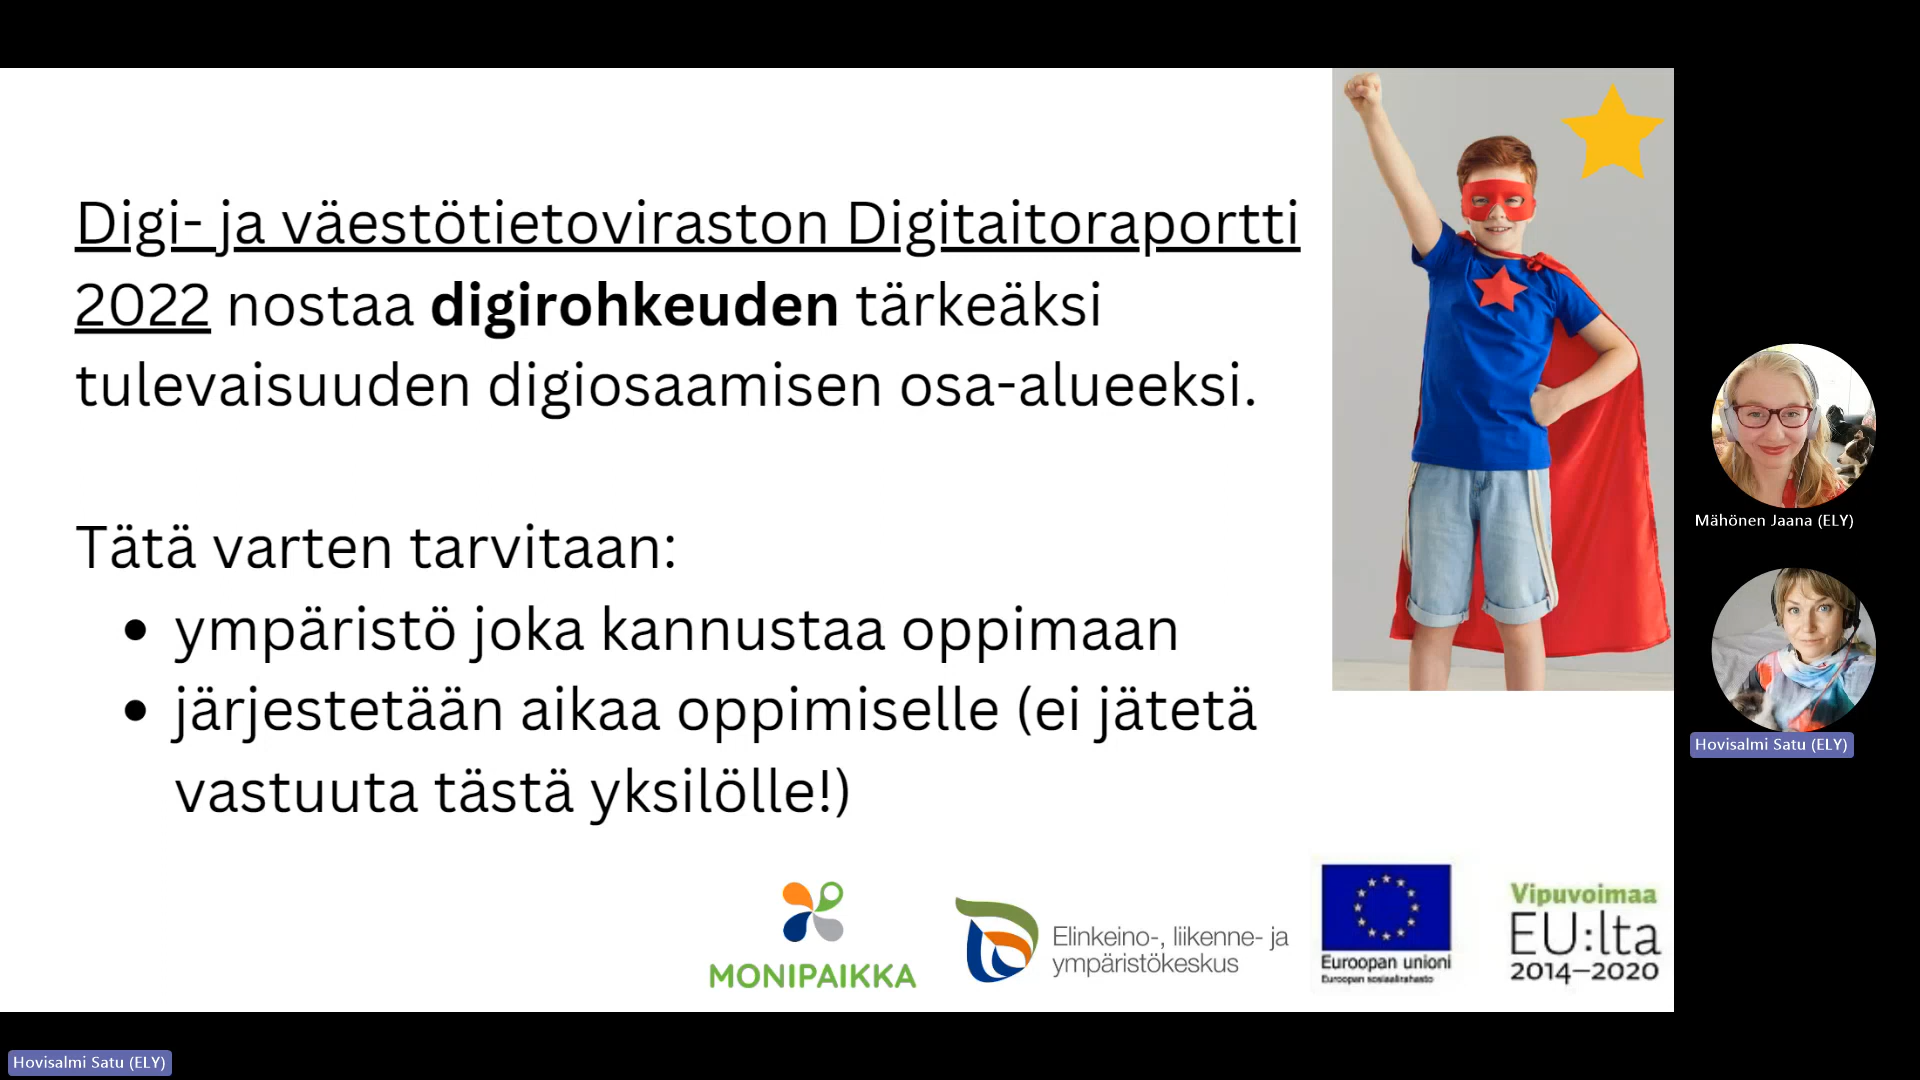 Digi- ja väestötietoviraston Digitaitoraportti
2022 nostaa digirohkeuden tärkeäksi
tulevaisuuden digiosaamisen osa-alueeksi.
Tätä varten tarvitaan:
• ympäristö joka kannustaa oppimaan
• järjestetään aikaa oppimiselle (ei jätetä
vastuuta tästä yksilölle!)
MONIPAIKKA
Elinkeino-, liikenne- ja
ympäristökeskus
Euroopan unioni
Euroopan sosiaalirahasto
Vipuvoimaa
EU:lta
2014–2020
Mähönen Jaana (ELY)
Hovisalmi Satu (ELY)
Hovisalmi Satu (ELY)